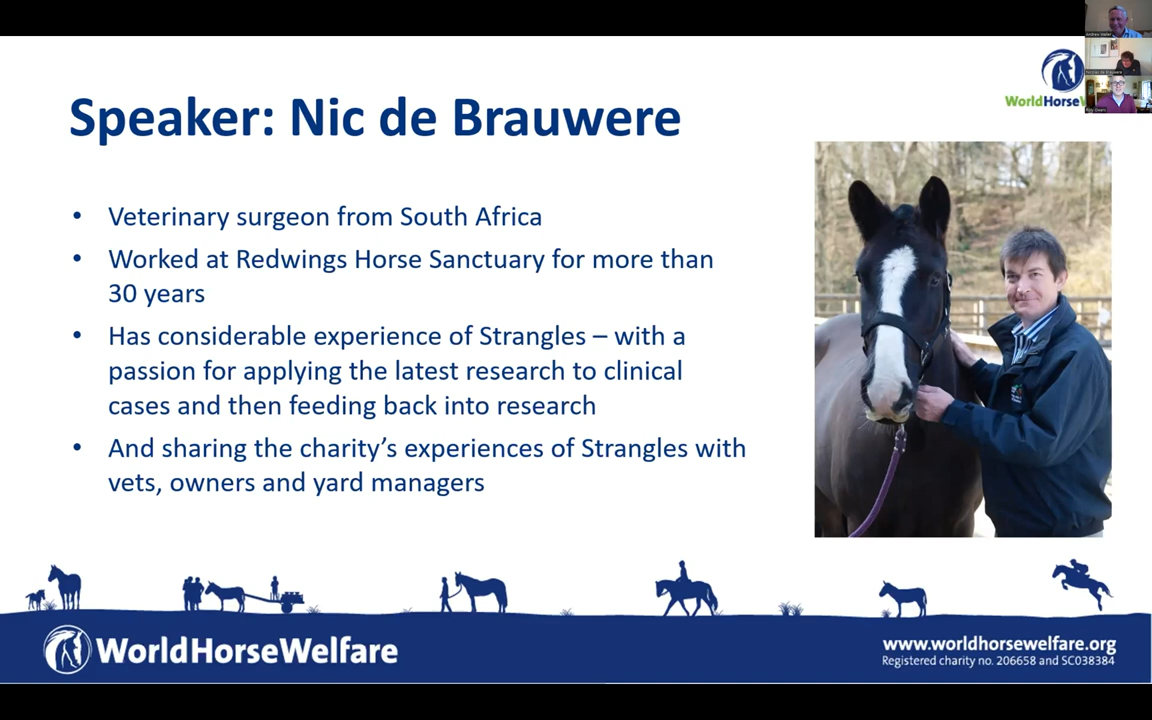 Speaker: Nic de Brauwere
WorldHorseW
• Veterinary surgeon from South Africa
• Worked at Redwings Horse Sanctuary for more than
30 years
• Has considerable experience of Strangles – with a
passion for applying the latest research to clinical
cases and then feeding back into research
• And sharing the charity’s experiences of Strangles with
vets, owners and yard managers
WorldHorseWelfare
www.worldhorsewelfare.org
Registered charity no. 206658 and SC038384